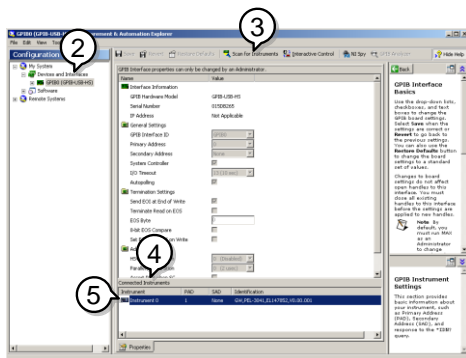 GPIB0 (GPIB-USB-HS) Measurement & Automation Explorer
File Edit View Tools
Configuration
My System
Devices and Interfaces
GPIB0 (GPIB-USB-HS)
Software
Remote Systems
Save Revert Restore Defaults Scan for Instruments Interactive Control NI Spy GPIB Analyzer Hide Help
GPIB Interface properties can only be changed by an Administrator.
Name Value
Interface Information
GPIB Hardware Model GPIB-USB-HS
Serial Number 015DB265
IP Address Not Applicable
General Settings
GPIB Interface ID GPIB0
Primary Address 0
Secondary Address None
System Controller
I/O Timeout
Autopolling
Termination Settings
Send EOI at End of Write
Terminate Read on EOS
EOS Byte
8-bit EOS Compare
Connected Instruments
Instrument PAD SAD Identification
Instrument 0 1 None
Properties
Back
GPIB Interface
Basics
Use the drop-down lists,
checkboxes, and text
boxes to change the
GPIB board settings.
Select Save when the
settings are correct or
Revert to go back to
the previous settings.
You can also use the
Restore Defaults button
to change the board
settings to a standard
set of values.
Changes to board
settings do not affect
open handles to this
interface. You must
close all existing
handles to this interface
before the settings are
applied to new handles.
Note By
default, you
must run MAX
as an
Administrator
to change
GPIB Instrument
Settings
This section provides
basic information about
your instrument, such
as Primary Address
(PAD), Secondary
Address (SAD), and
response to the *IDN?
query.
2
3
4
5